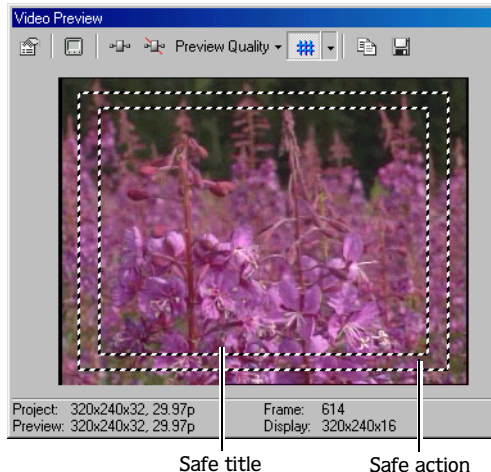 Video Preview
Preview Quality
Project: 320x240x32, 29.97p Frame: 614
Preview: 320x240x32, 29.97p Display: 320x240x16
Safe title Safe action